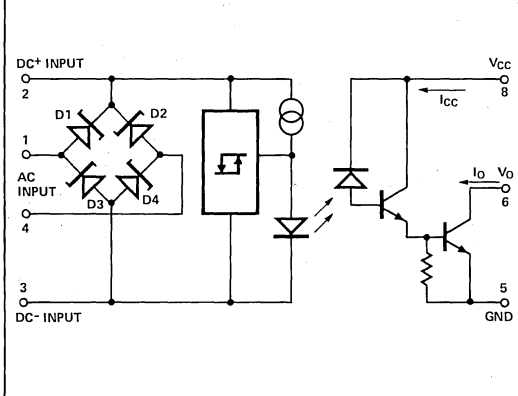 DC+ INPUT
2
D1
D2
1
AC
INPUT
D3
D4
4
3
DC- INPUT
VCC
8
ICC
IO
VO
6
5
GND